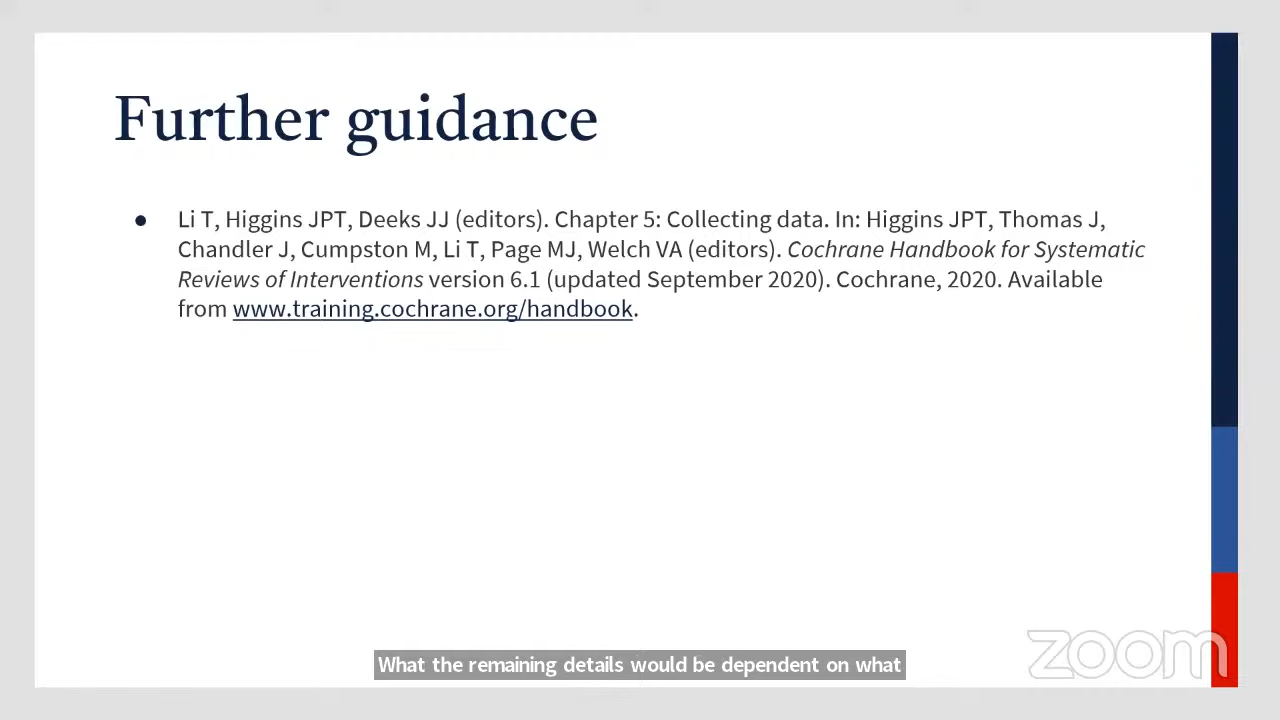 Further guidance
● Li T, Higgins JPT, Deeks JJ (editors). Chapter 5: Collecting data. In: Higgins JPT, Thomas J,
Chandler J, Cumpston M, Li T, Page MJ, Welch VA (editors). Cochrane Handbook for Systematic
Reviews of Interventions version 6.1 (updated September 2020). Cochrane, 2020. Available
from www.training.cochrane.org/handbook.
zoom
What the remaining details would be dependent on what